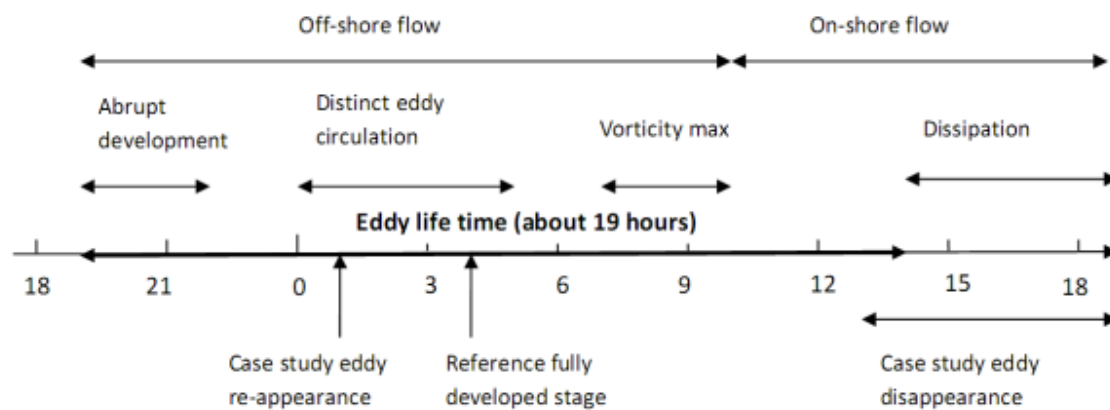 Off-shore flow
On-shore flow
Abrupt
development
Distinct eddy
circulation
Vorticity max
Dissipation
Eddy life time (about 19 hours)
18 21 0 3 6 9 12 15 18
Case study eddy
re-appearance
Reference fully
developed stage
Case study eddy
disappearance